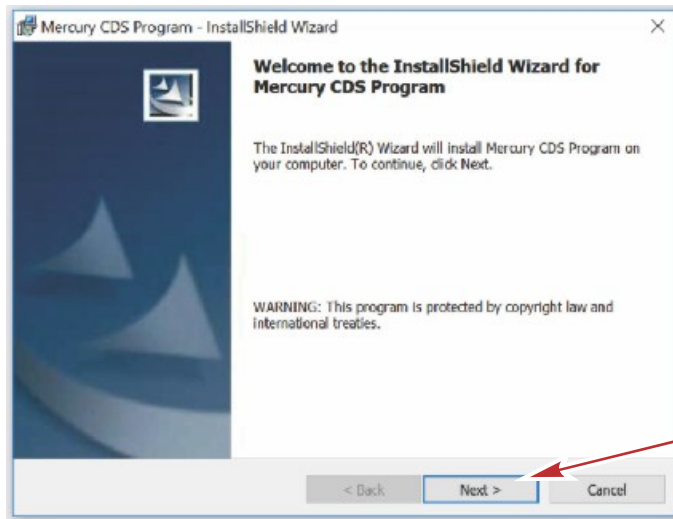 Mercury CDS Program - InstallShield Wizard
Welcome to the InstallShield Wizard for
Mercury CDS Program
The InstallShield(R) Wizard will install Mercury CDS Program on
your computer. To continue, click Next.
WARNING: This program is protected by copyright law and
international treaties.
< Back
Next >
Cancel